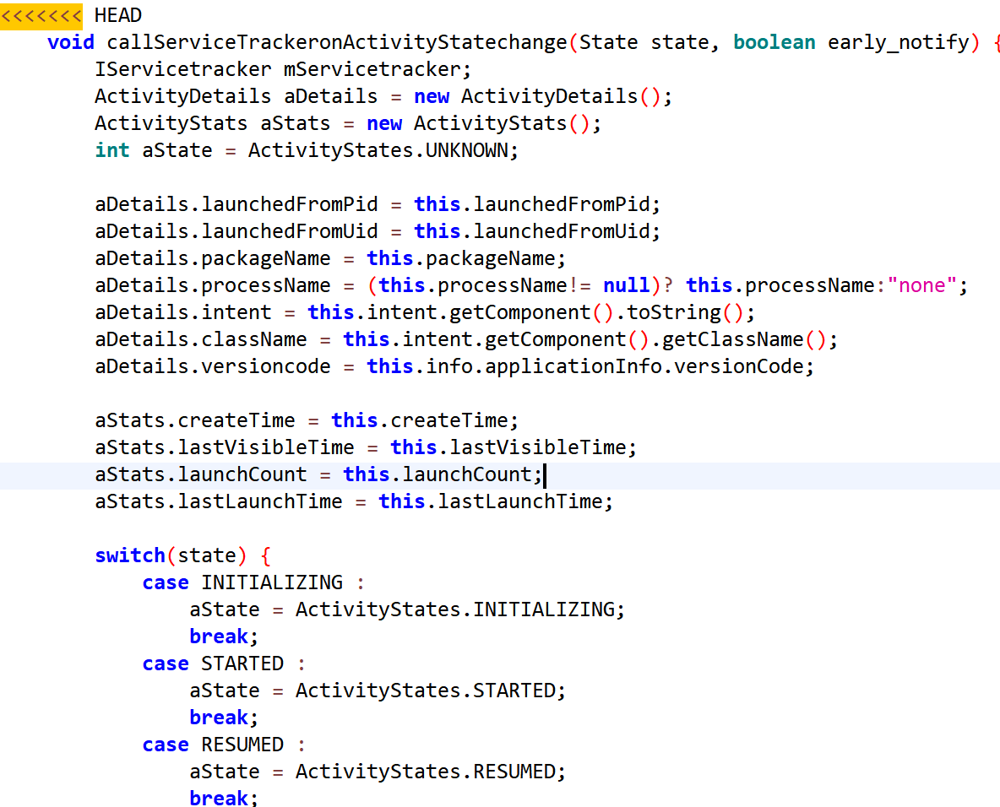 <<<<<<< HEAD
    void callServiceTrackeronActivityStatechange(State state, boolean early_notify) {
        IServicetracker mServicetracker;
        ActivityDetails aDetails = new ActivityDetails();
        ActivityStats aStats = new ActivityStats();
        int aState = ActivityStates.UNKNOWN;

        aDetails.launchedFromPid = this.launchedFromPid;
        aDetails.launchedFromUid = this.launchedFromUid;
        aDetails.packageName = this.packageName;
        aDetails.processName = (this.processName!= null)? this.processName:"none";
        aDetails.intent = this.intent.getComponent().toString();
        aDetails.className = this.intent.getComponent().getClassName();
        aDetails.versioncode = this.info.applicationInfo.versionCode;

        aStats.createTime = this.createTime;
        aStats.lastVisibleTime = this.lastVisibleTime;
        aStats.launchCount = this.launchCount;
        aStats.lastLaunchTime = this.lastLaunchTime;

        switch(state) {
            case INITIALIZING :
                aState = ActivityStates.INITIALIZING;
                break;
            case STARTED :
                aState = ActivityStates.STARTED;
                break;
            case RESUMED :
                aState = ActivityStates.RESUMED;
                break;